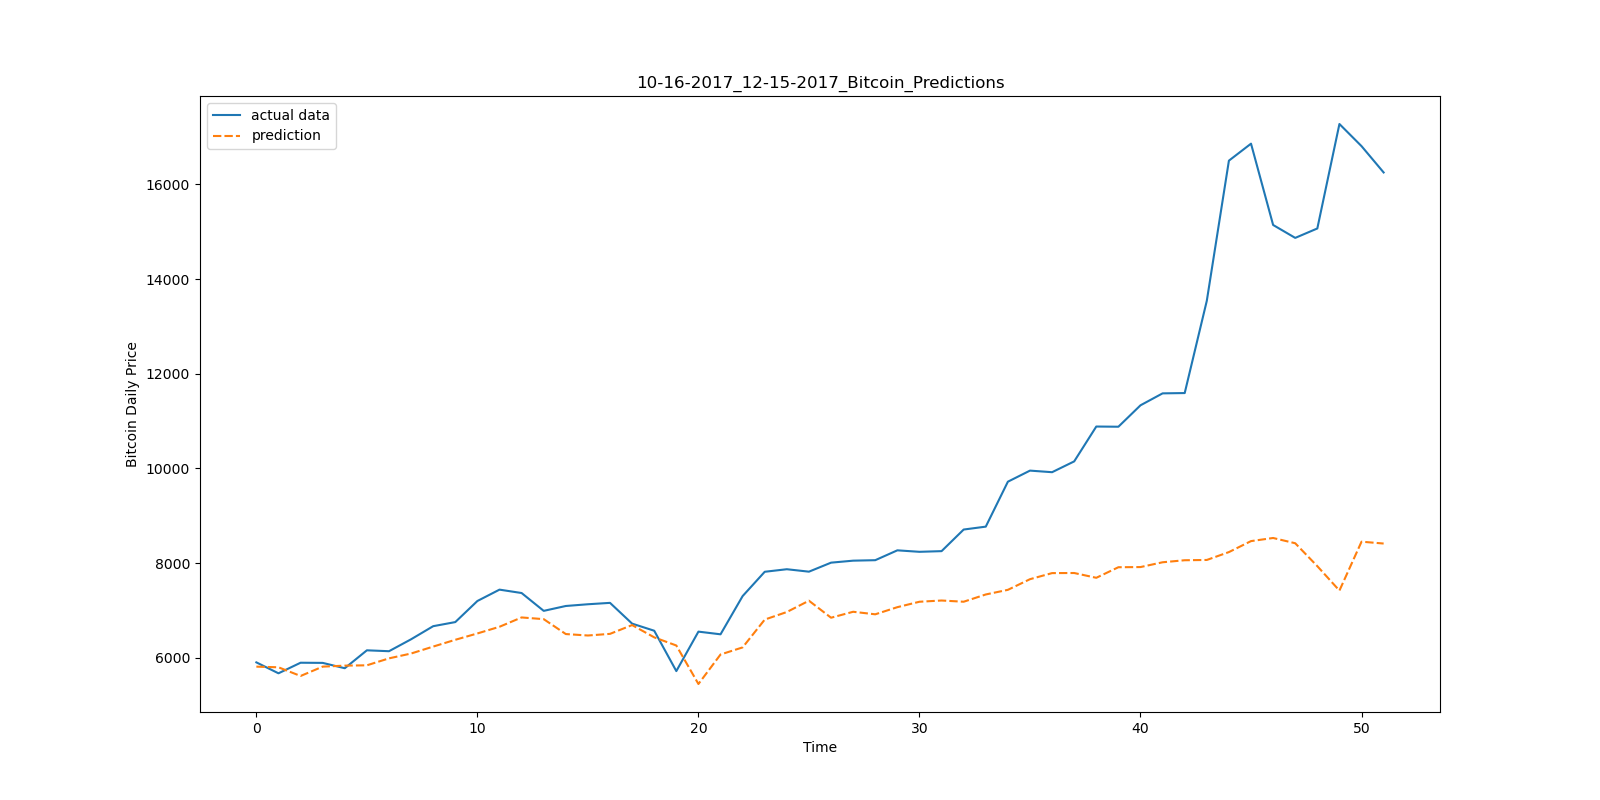 10-16-2017_12-15-2017_Bitcoin_Predictions
actual data
prediction
Bitcoin Daily Price
16000
14000
12000
10000
8000
6000
0 10 20 30 40 50
Time